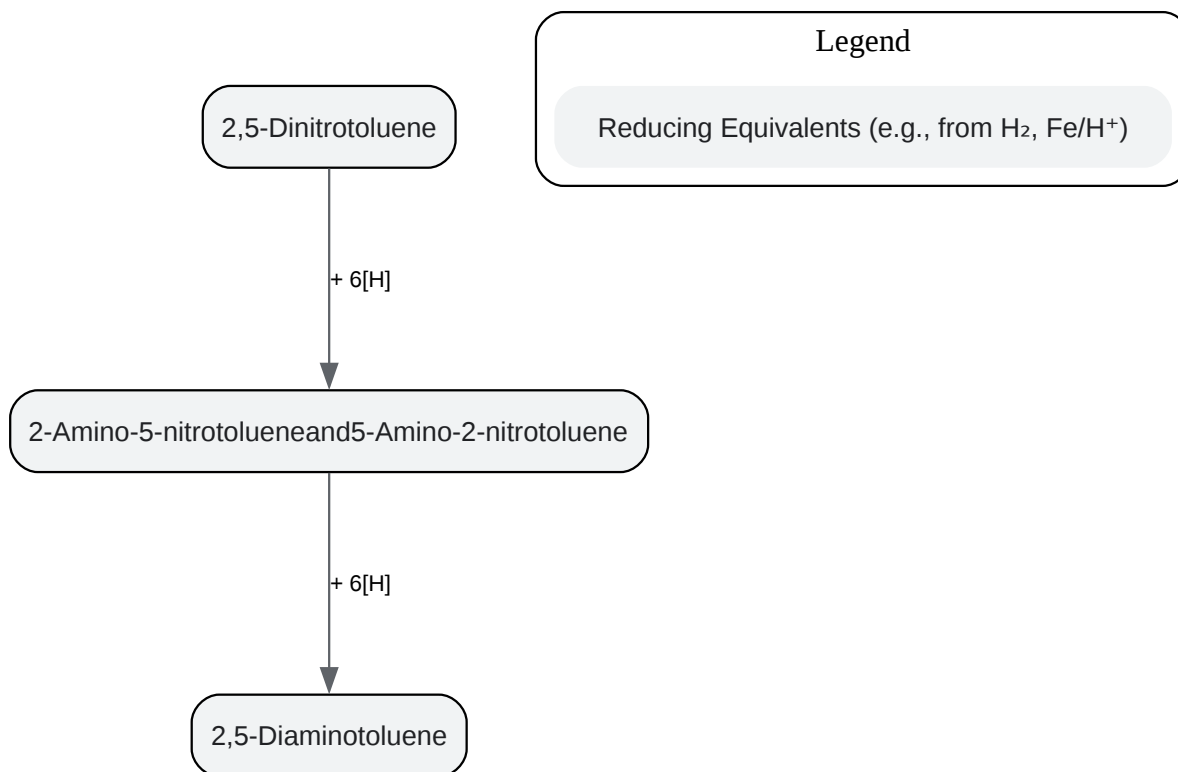 Legend
Reducing Equivalents (e.g., from H₂, Fe/H⁺)
2,5-Dinitrotoluene
+ 6[H]
2-Amino-5-nitrotolueneand5-Amino-2-nitrotoluene
+ 6[H]
2,5-Diaminotoluene